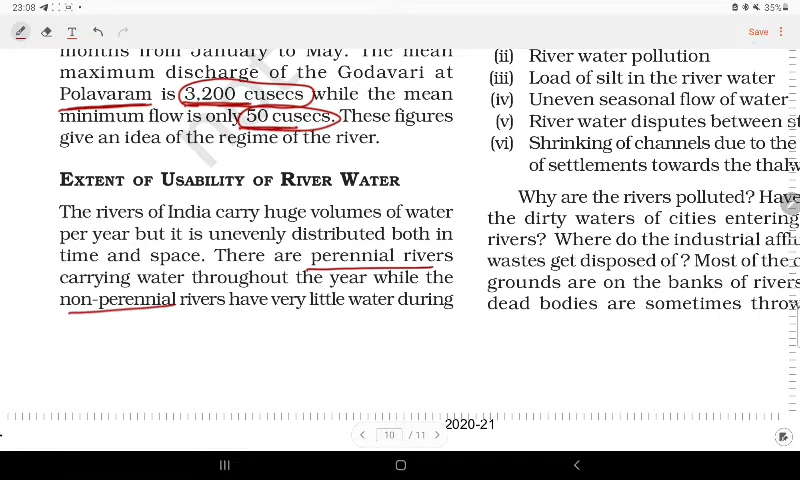 23:08
35%
Save
months from January to May. The mean
maximum discharge of the Godavari at
Polavaram is 3,200 cusecs while the mean
minimum flow is only 50 cusecs. These figures
give an idea of the regime of the river.
EXTENT OF USABILITY OF RIVER WATER
The rivers of India carry huge volumes of water
per year but it is unevenly distributed both in
time and space. There are perennial rivers
carrying water throughout the year while the
non-perennial rivers have very little water during
(ii) River water pollution
(iii) Load of silt in the river water
(iv) Uneven seasonal flow of water
(v) River water disputes between st
(vi) Shrinking of channels due to the
of settlements towards the thalw
Why are the rivers polluted? Have
the dirty waters of cities entering
rivers? Where do the industrial afflu
wastes get disposed of? Most of the c
grounds are on the banks of rivers
dead bodies are sometimes throw
2020-21
10 / 11